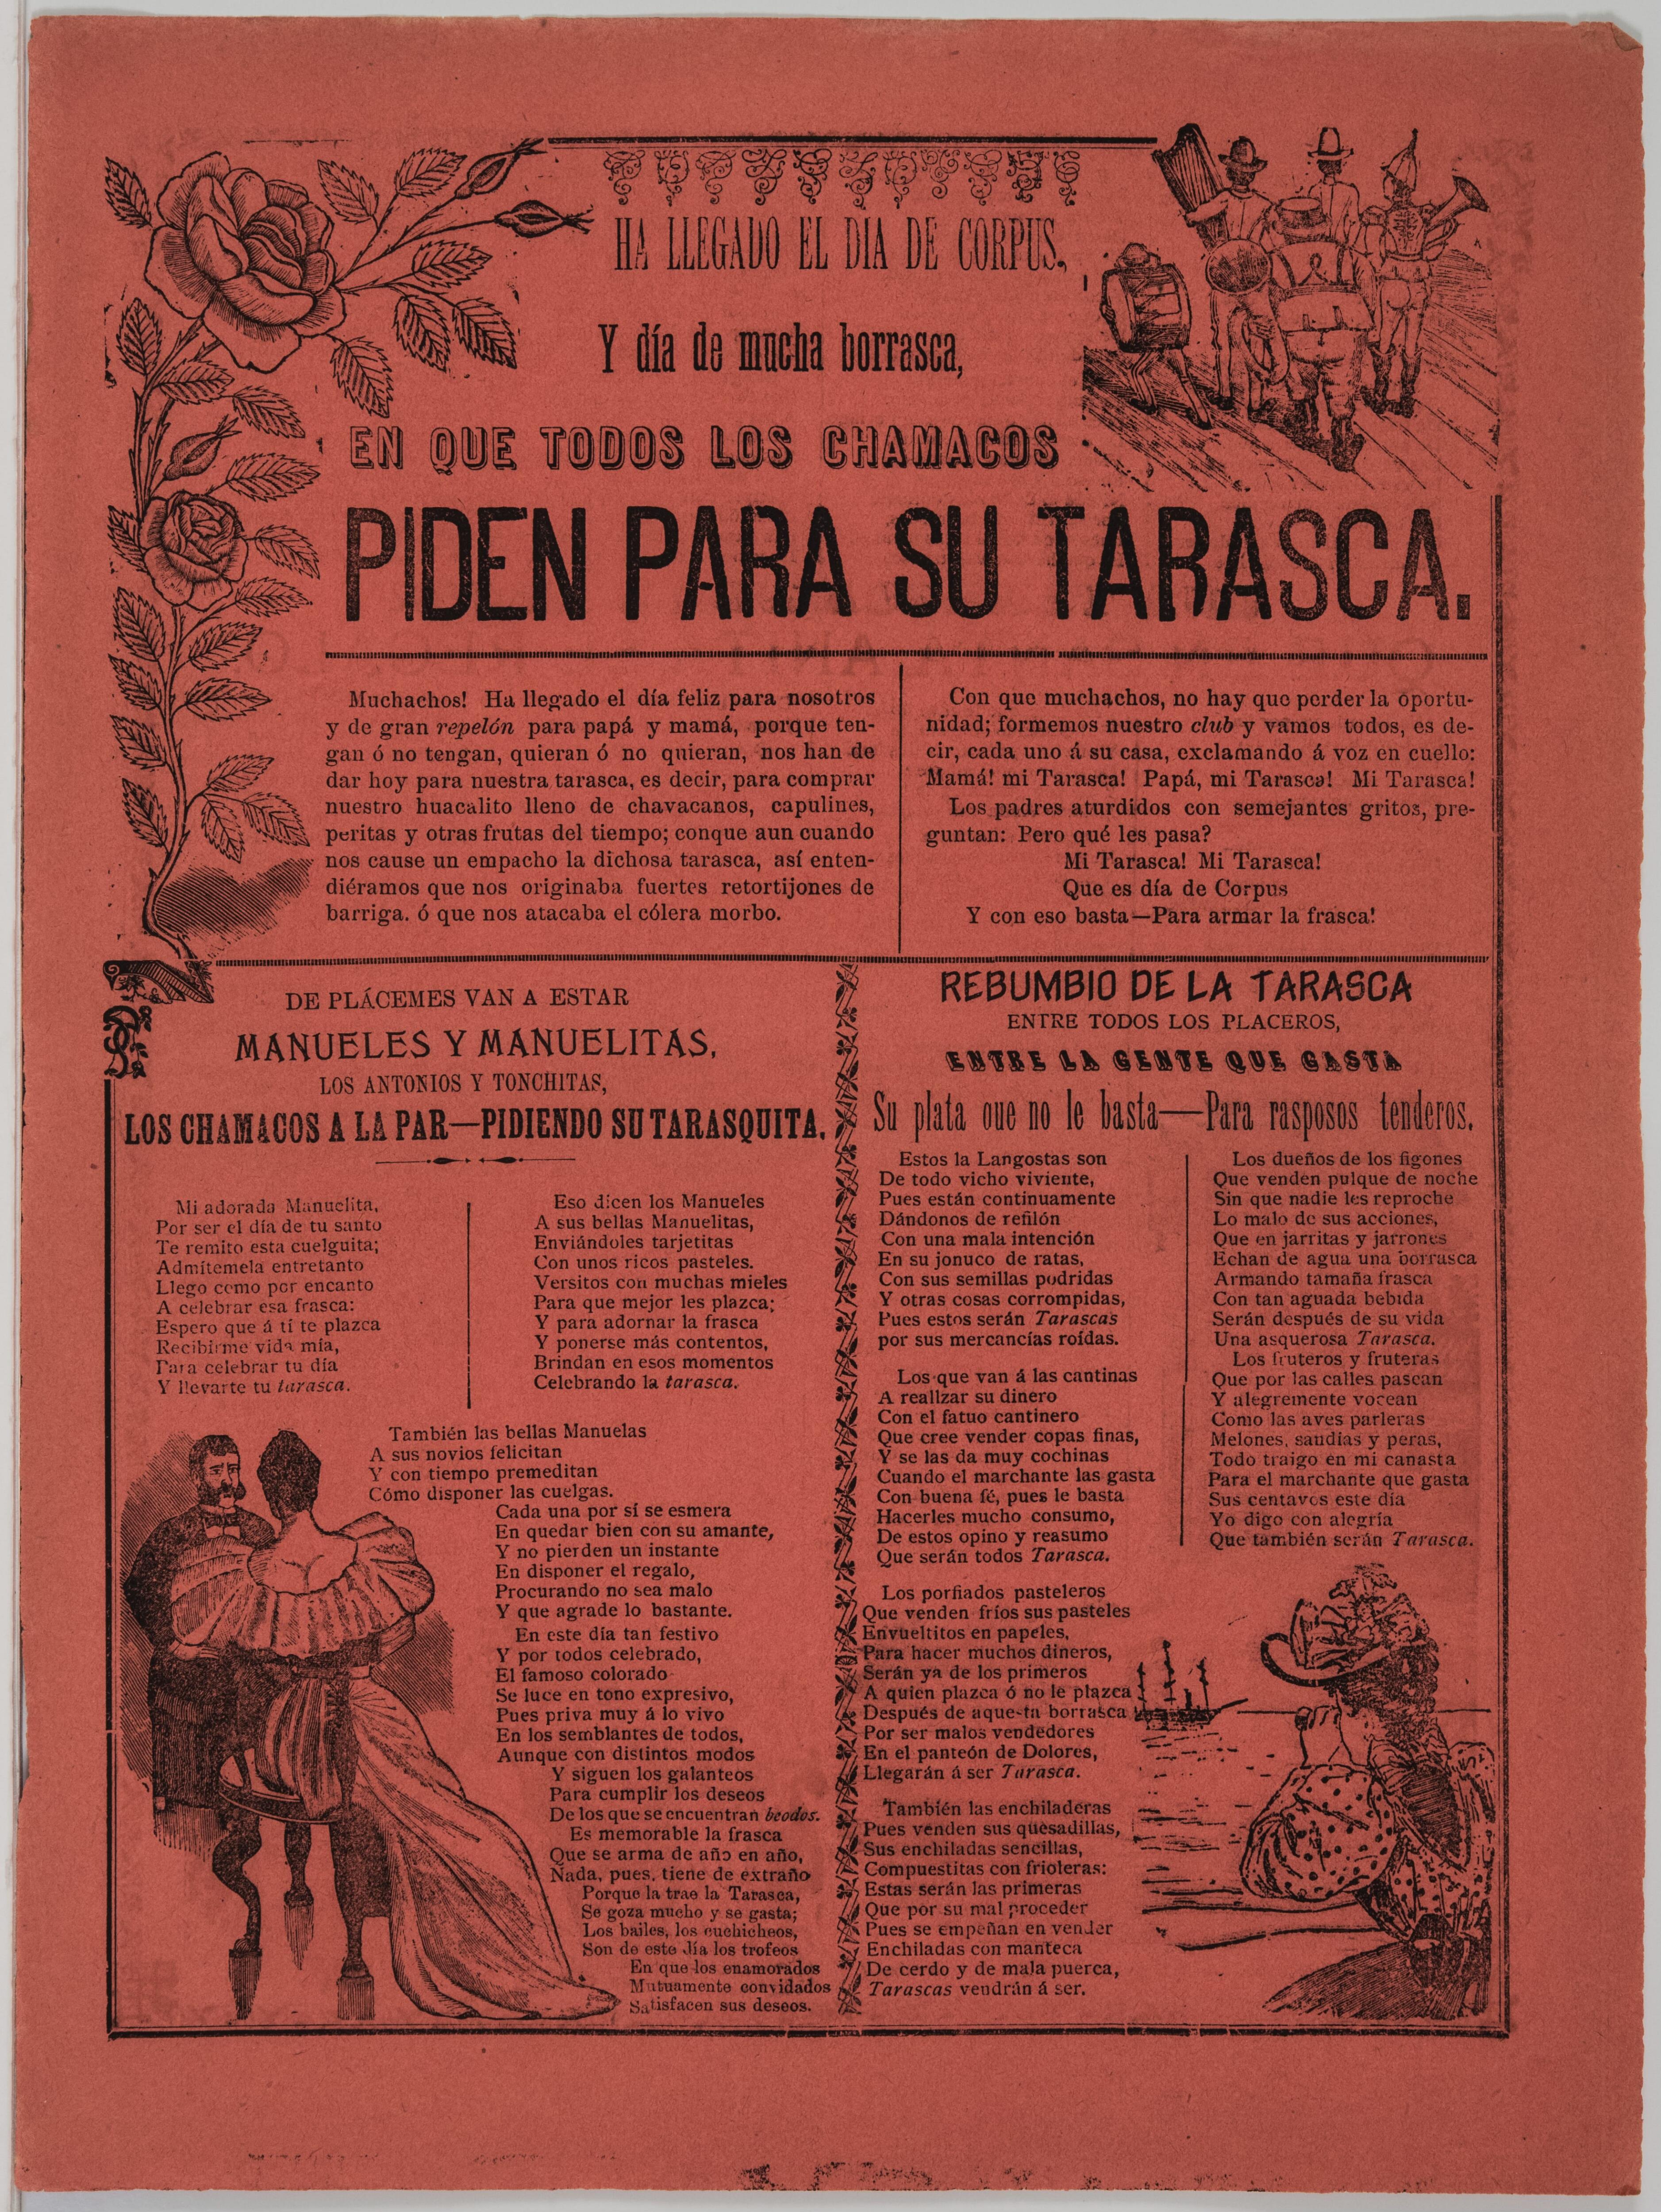 HA LLEGADO EL DIA DE CORPUS,
Y día de mucha borrasca,
EN QUE TODOS LOS CHAMACOS
PIDEN PARA SU TARASCA.
Muchachos! Ha llegado el día feliz para nosotros
y de gran repelón para papá y mamá, porque ten-
gan ó no tengan, quieran ó no quieran, nos han de
dar hoy para nuestra tarasca, es decir, para comprar
nuestro huacalito lleno de chavacanos, capulines,
peritas y otras frutas del tiempo; conque aun cuando
nos cause un empacho la dichosa tarasca, así enten-
diéramos que nos originaba fuertes retortijones de
barriga. ó que nos atacaba el cólera morbo.
Con que muchachos, no hay que perder la oportu-
nidad; formemos nuestro club y vamos todos, es de-
cir, cada uno á su casa, exclamando á voz en cuello:
Mamá! mi Tarasca! Papá, mi Tarasca! Mi Tarasca!
Los padres aturdidos con semejantes gritos, pre-
guntan: Pero qué les pasa?
Mi Tarasca! Mi Tarasca!
Que es día de Corpus
Y con eso basta—Para armar la frasca!
DE PLÁCEMES VAN A ESTAR
MANUELES Y MANUELITAS,
LOS ANTONIOS Y TONCHITAS,
LOS CHAMACOS A LA PAR—PIDIENDO SU TARASQUITA.
Mi adorada Manuelita,
Por ser el día de tu santo
Te remito esta cuelguita;
Admítemela entretanto
Llego como por encanto
A celebrar esa frasca:
Espero que á tí te plazca
Recibirme vida mía,
Para celebrar tu día
Y llevarte tu tarasca.
Eso dicen los Manueles
A sus bellas Manuelitas,
Enviándoles tarjetitas
Con unos ricos pasteles.
Versitos con muchas mieles
Para que mejor les plazca;
Y para adornar la frasca
Y ponerse más contentos,
Brindan en esos momentos
Celebrando la tarasca.
También las bellas Manuelas
A sus novios felicitan
Y con tiempo premeditan
Cómo disponer las cuelgas.
Cada una por sí se esmera
En quedar bien con su amante,
Y no pierden un instante
En disponer el regalo,
Procurando no sea malo
Y que agrade lo bastante.
En este día tan festivo
Y por todos celebrado,
El famoso colorado
Se luce en tono expresivo,
Pues priva muy á lo vivo
En los semblantes de todos,
Aunque con distintos modos
Y siguen los galanteos
Para cumplir los deseos
De los que se encuentran beodos.
Es memorable la frasca
Que se arma de año en año,
Nada, pues, tiene de extraño
Porque la trae la Tarasca,
Se goza mucho y se gasta;
Los bailes, los cuchicheos,
Son de este día los trofeos
En que los enamorados
Mutuamente convidados
Satisfacen sus deseos.
REBUMBIO DE LA TARASCA
ENTRE TODOS LOS PLACEROS,
ENTRE LA GENTE QUE GASTA
Su plata que no le basta—Para rasposos tenderos.
Estos la Langostas son
De todo vicho viviente,
Pues están continuamente
Dándonos de refilón
Con una mala intención
En su jonuco de ratas,
Con sus semillas podridas
Y otras cosas corrompidas,
Pues estos serán Tarascas
por sus mercancías roídas.
Los que van á las cantinas
A realizar su dinero
Con el fatuo cantinero
Que cree vender copas finas,
Y se las da muy cochinas
Cuando el marchante las gasta
Con buena fé, pues le basta
Hacerles mucho consumo,
De estos opino y reasumo
Que serán todos Tarasca.
Los porfiados pasteleros
Que venden fríos sus pasteles
Envueltitos en papeles,
Para hacer muchos dineros,
Serán ya de los primeros
A quien plazca ó no le plazca
Después de aquesta borrasca
Por ser malos vendedores
En el panteón de Dolores,
Llegarán á ser Tarasca.
También las enchiladeras
Pues venden sus quesadillas,
Sus enchiladas sencillas,
Compuestitas con frioleras:
Estas serán las primeras
Que por su mal proceder
Pues se empeñan en vender
Enchiladas con manteca
De cerdo y de mala puerca,
Tarascas vendrán á ser.
Los dueños de los figones
Que venden pulque de noche
Sin que nadie les reproche
Lo malo de sus acciones,
Que en jarritas y jarrones
Echan de agua una borrasca
Armando tamaña frasca
Con tan aguada bebida
Serán después de su vida
Una asquerosa Tarasca.
Los fruteros y fruteras
Que por las calles pasean
Y alegremente vocean
Como las aves parleras
Melones, sandías y peras,
Todo traigo en mi canasta
Para el marchante que gasta
Sus centavos este día
Yo digo con alegría
Que también serán Tarasca.